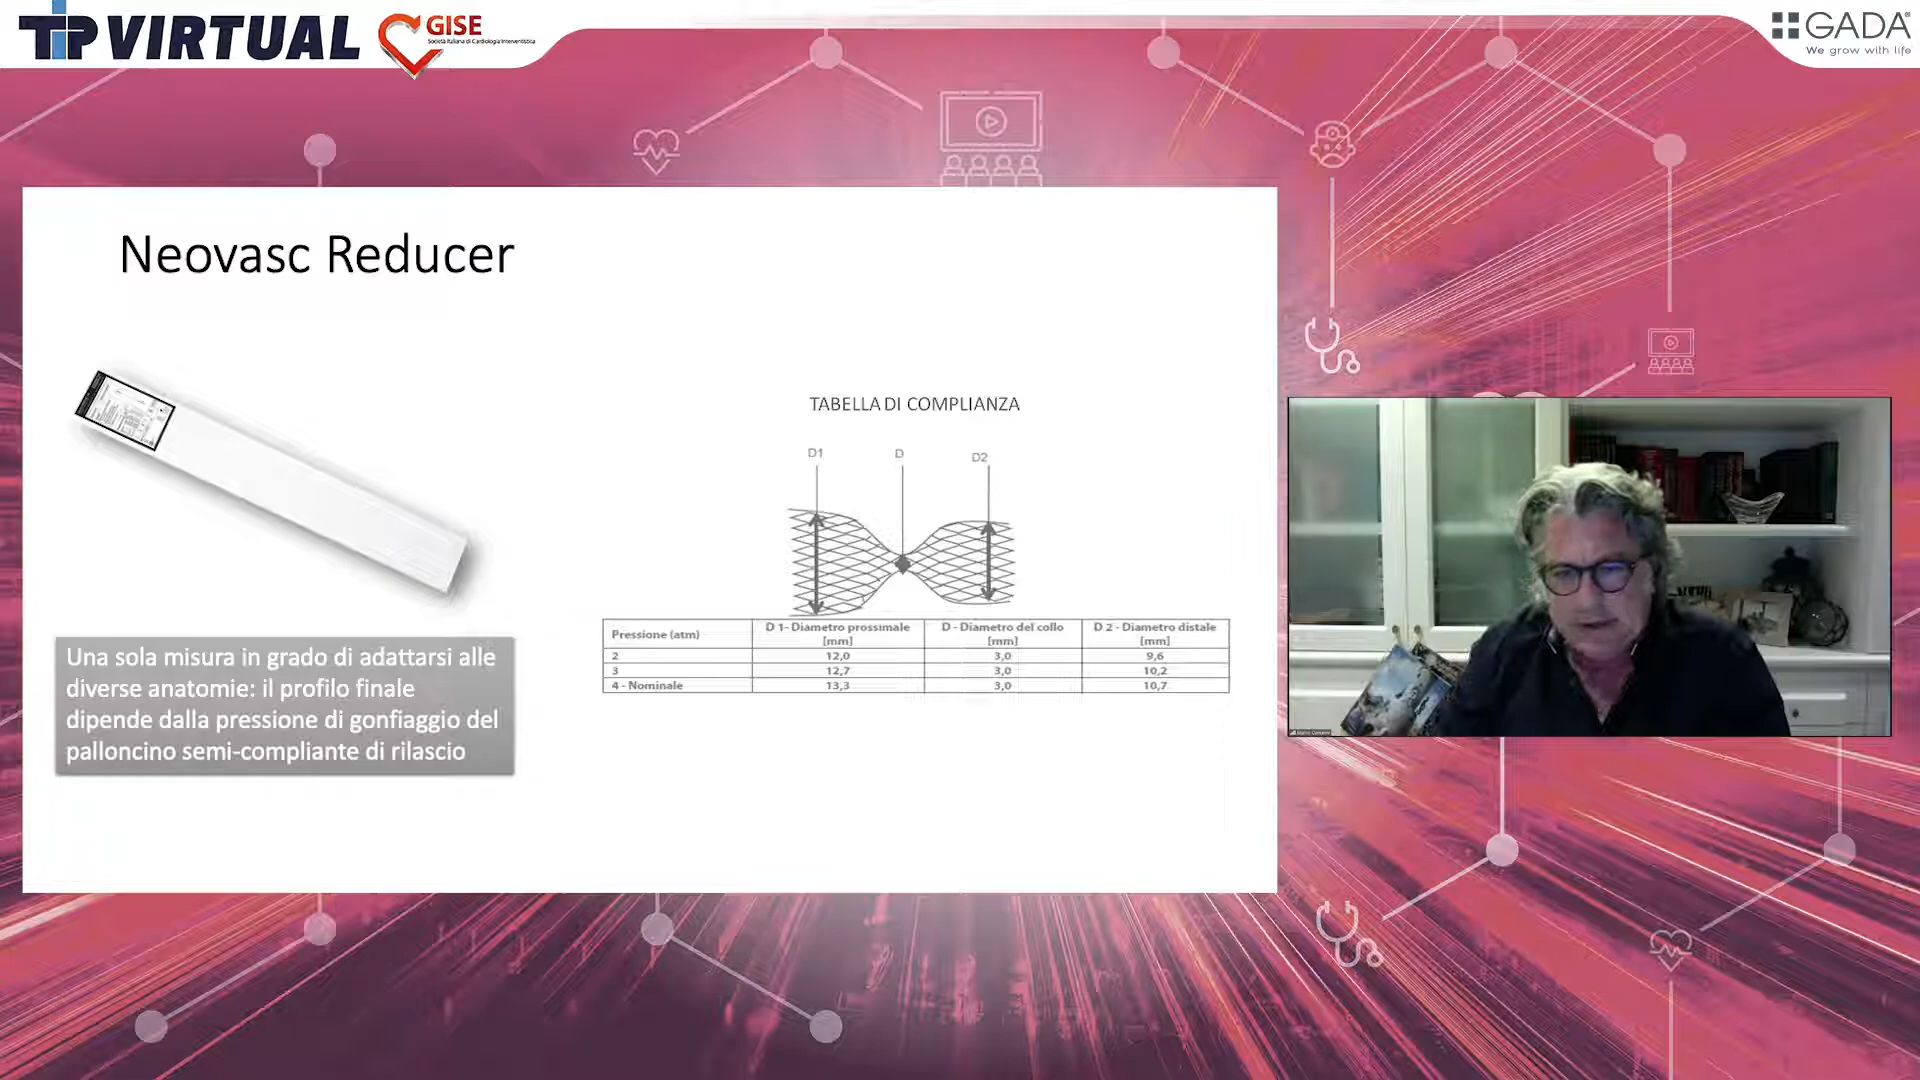 TIP VIRTUAL
GISE
Società Italiana di Cardiologia Interventistica
GADA
We grow with life
Neovasc Reducer
TABELLA DI COMPLIANZA
D1 D D2
Pressione (atm) D 1- Diametro prossimale [mm] D - Diametro del collo [mm] D 2 - Diametro distale [mm]
2 12,0 3,0 9,6
3 12,7 3,0 10,2
4 - Nominale 13,3 3,0 10,7
Una sola misura in grado di adattarsi alle
diverse anatomie: il profilo finale
dipende dalla pressione di gonfiaggio del
palloncino semi-compliante di rilascio